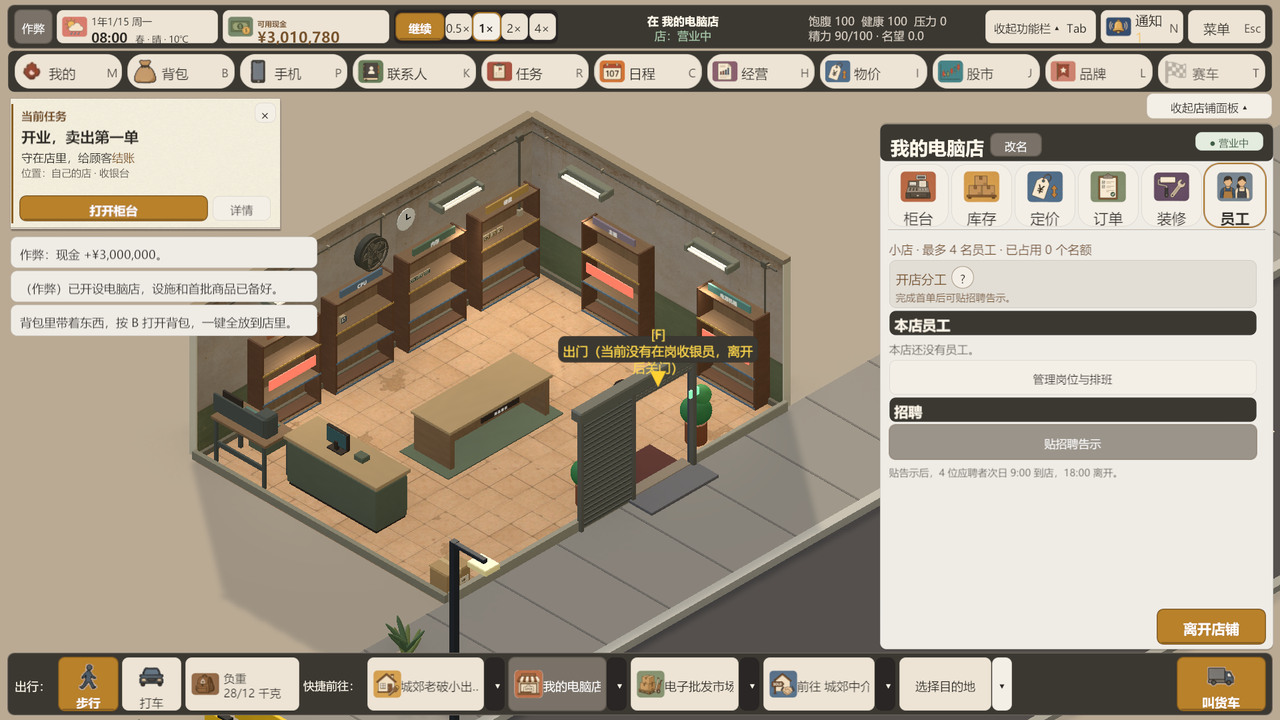 作弊
1年1/15 周一
08:00 春 · 晴 · 10°C
可用现金
¥3,010,780
继续
0.5×
1×
2×
4×
在 我的电脑店
店：营业中
饱腹 100 健康 100 压力 0
精力 90/100 · 名望 0.0
收起功能栏 ▴ Tab
通知 N
1
菜单 Esc
我的 M
背包 B
手机 P
联系人 K
任务 R
日程 C
107
经营 H
物价 I
股市 J
品牌 L
赛车 T
当前任务
×
开业，卖出第一单
守在店里，给顾客结账
位置：自己的店 · 收银台
打开柜台
详情
作弊：现金 +¥3,000,000。
（作弊）已开设电脑店，设施和首批商品已备好。
背包里带着东西，按 B 打开背包，一键全放到店里。
CPU
[F]
出门（当前没有在岗收银员，离开
后关门）
收起店铺面板 ▴
我的电脑店
改名
● 营业中
柜台
库存
定价
订单
装修
员工
小店 · 最多 4 名员工 · 已占用 0 个名额
开店分工 ?
完成首单后可贴招聘告示。
本店员工
本店还没有员工。
管理岗位与排班
招聘
贴招聘告示
贴告示后，4 位应聘者次日 9:00 到店，18:00 离开。
离开店铺
出行：
步行
打车
负重
28/12 千克
快捷前往：
城郊老破小出..
▾
我的电脑店
▾
电子批发市场
▾
前往 城郊中介
▾
选择目的地
▾
叫货车